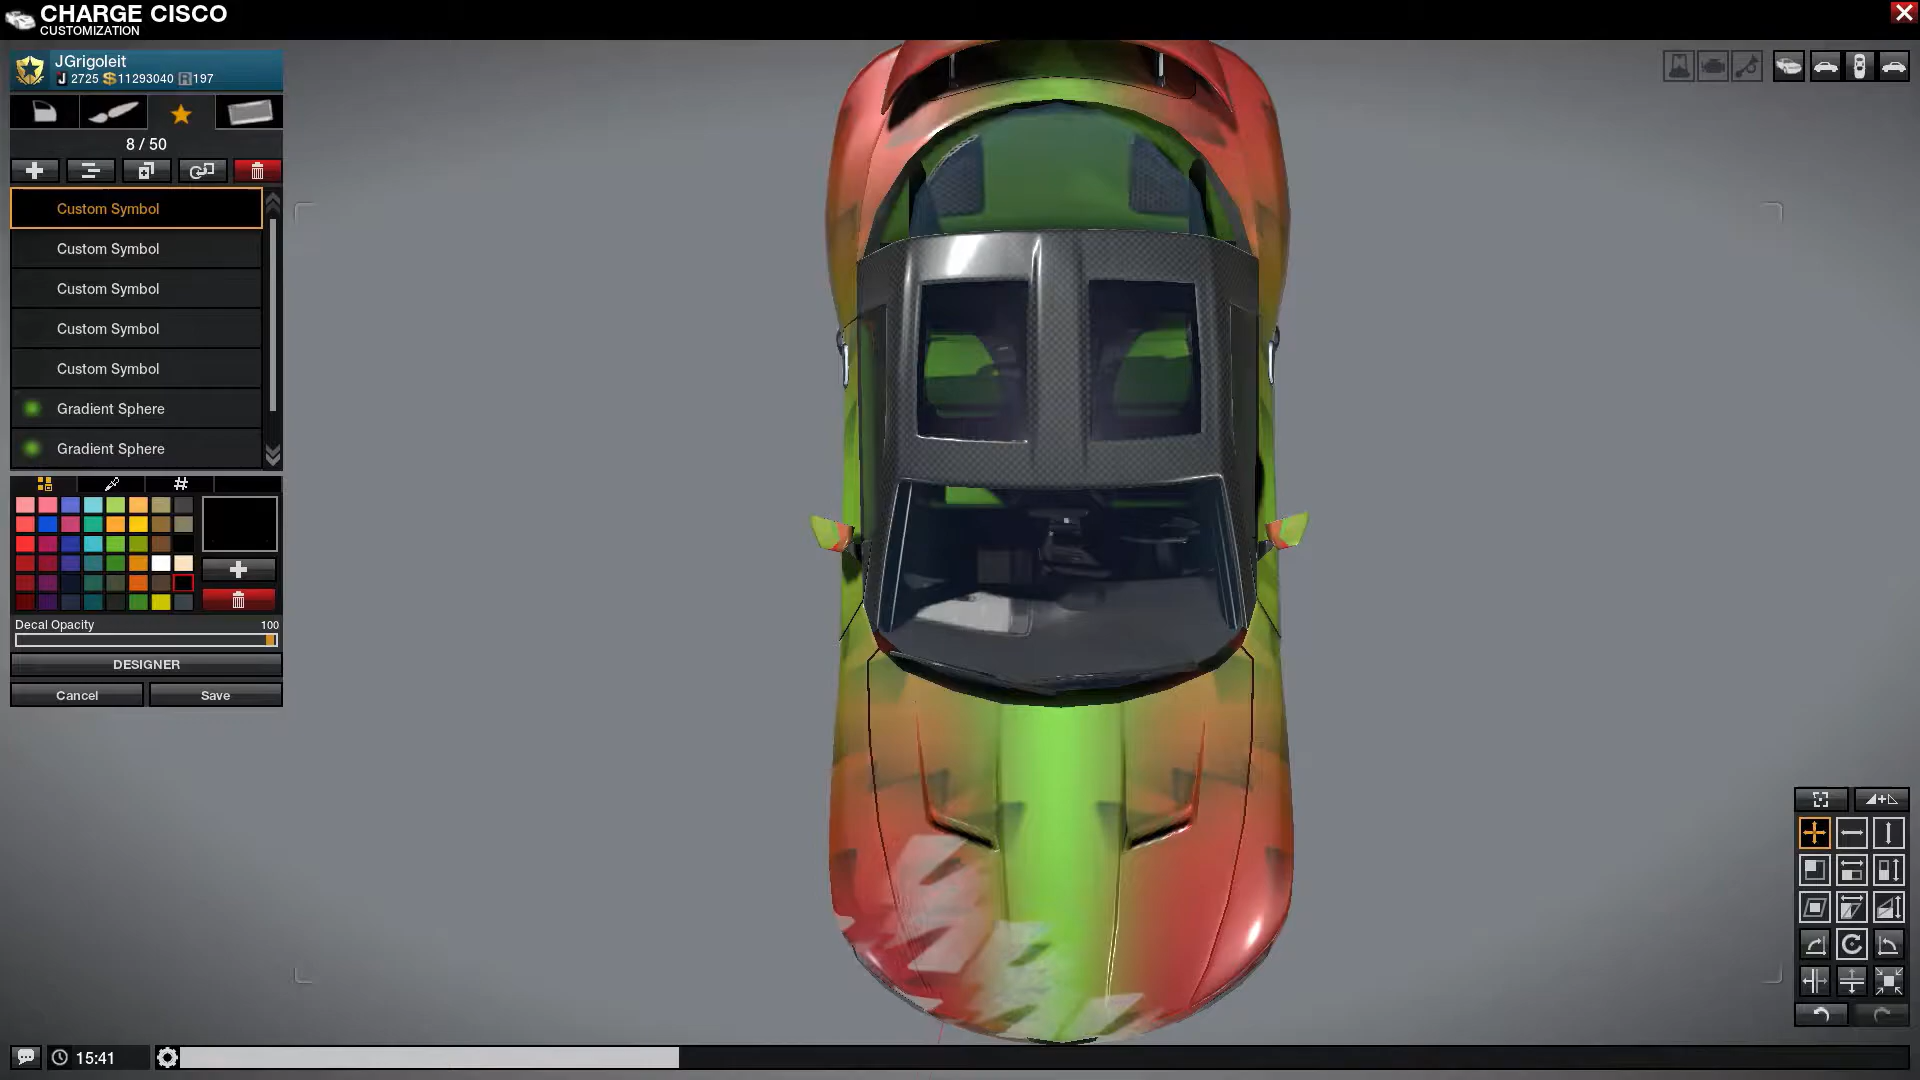 CHARGE CISCO
CUSTOMIZATION
JGrigoleit
J 2725 $11293040 R197
8 / 50
Custom Symbol
Custom Symbol
Custom Symbol
Custom Symbol
Custom Symbol
Gradient Sphere
Gradient Sphere
#
Decal Opacity 100
DESIGNER
Cancel Save
15:41